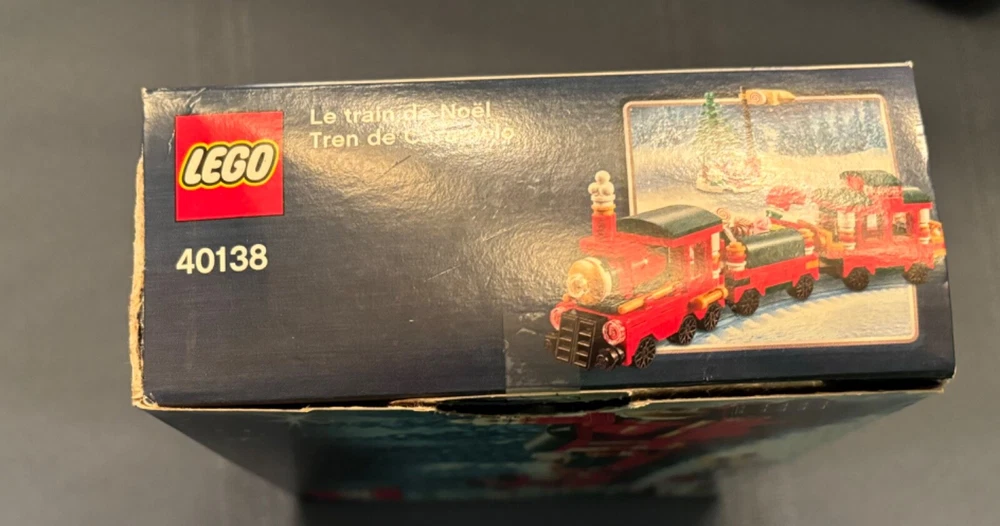 LEGO
40138
Le train de Noël
Tren de